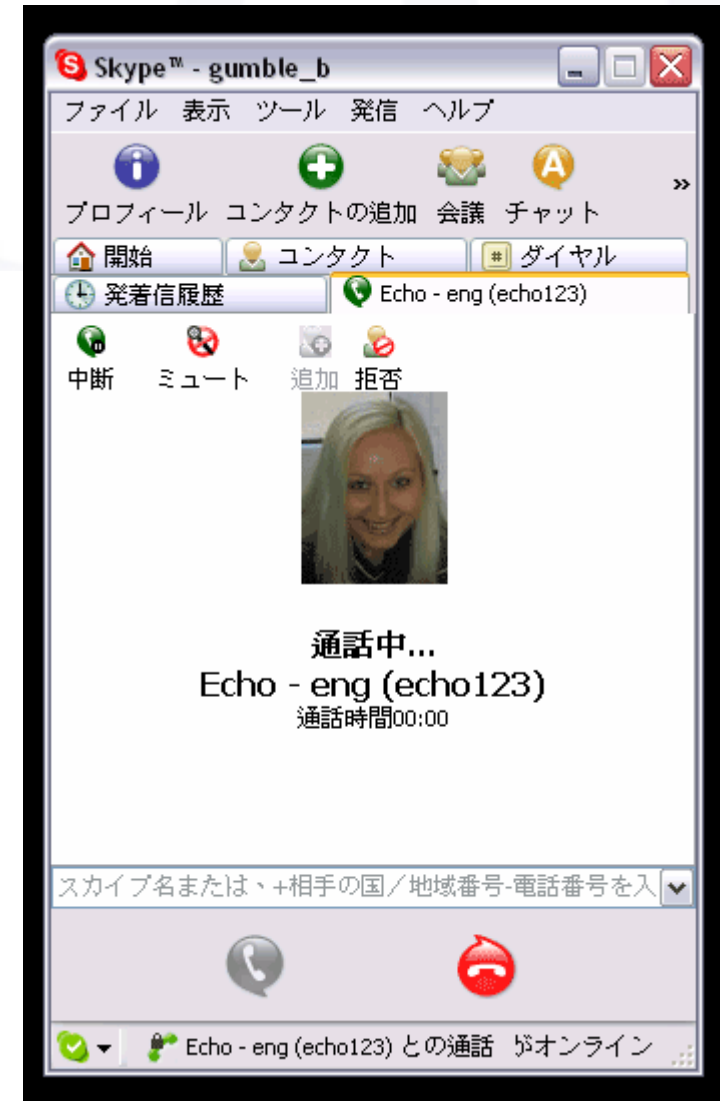 Skype™ - gumble_b
ファイル 表示 ツール 発信 ヘルプ
プロフィール コンタクトの追加 会議 チャット
開始 コンタクト ダイヤル
発着信履歴 Echo - eng (echo123)
中断 ミュート 追加 拒否
通話中...
Echo - eng (echo123)
通話時間00:00
スカイプ名または、+相手の国/地域番号-電話番号を入
Echo - eng (echo123) との通話 がオンライン